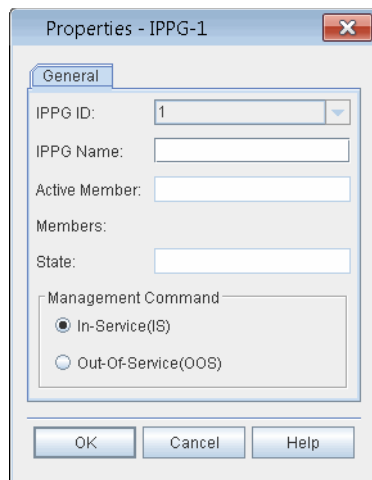 Properties - IPPG-1
General
IPPG ID: 1
IPPG Name:
Active Member:
Members:
State:
Management Command
In-Service(IS)
Out-Of-Service(OOS)
OK Cancel Help